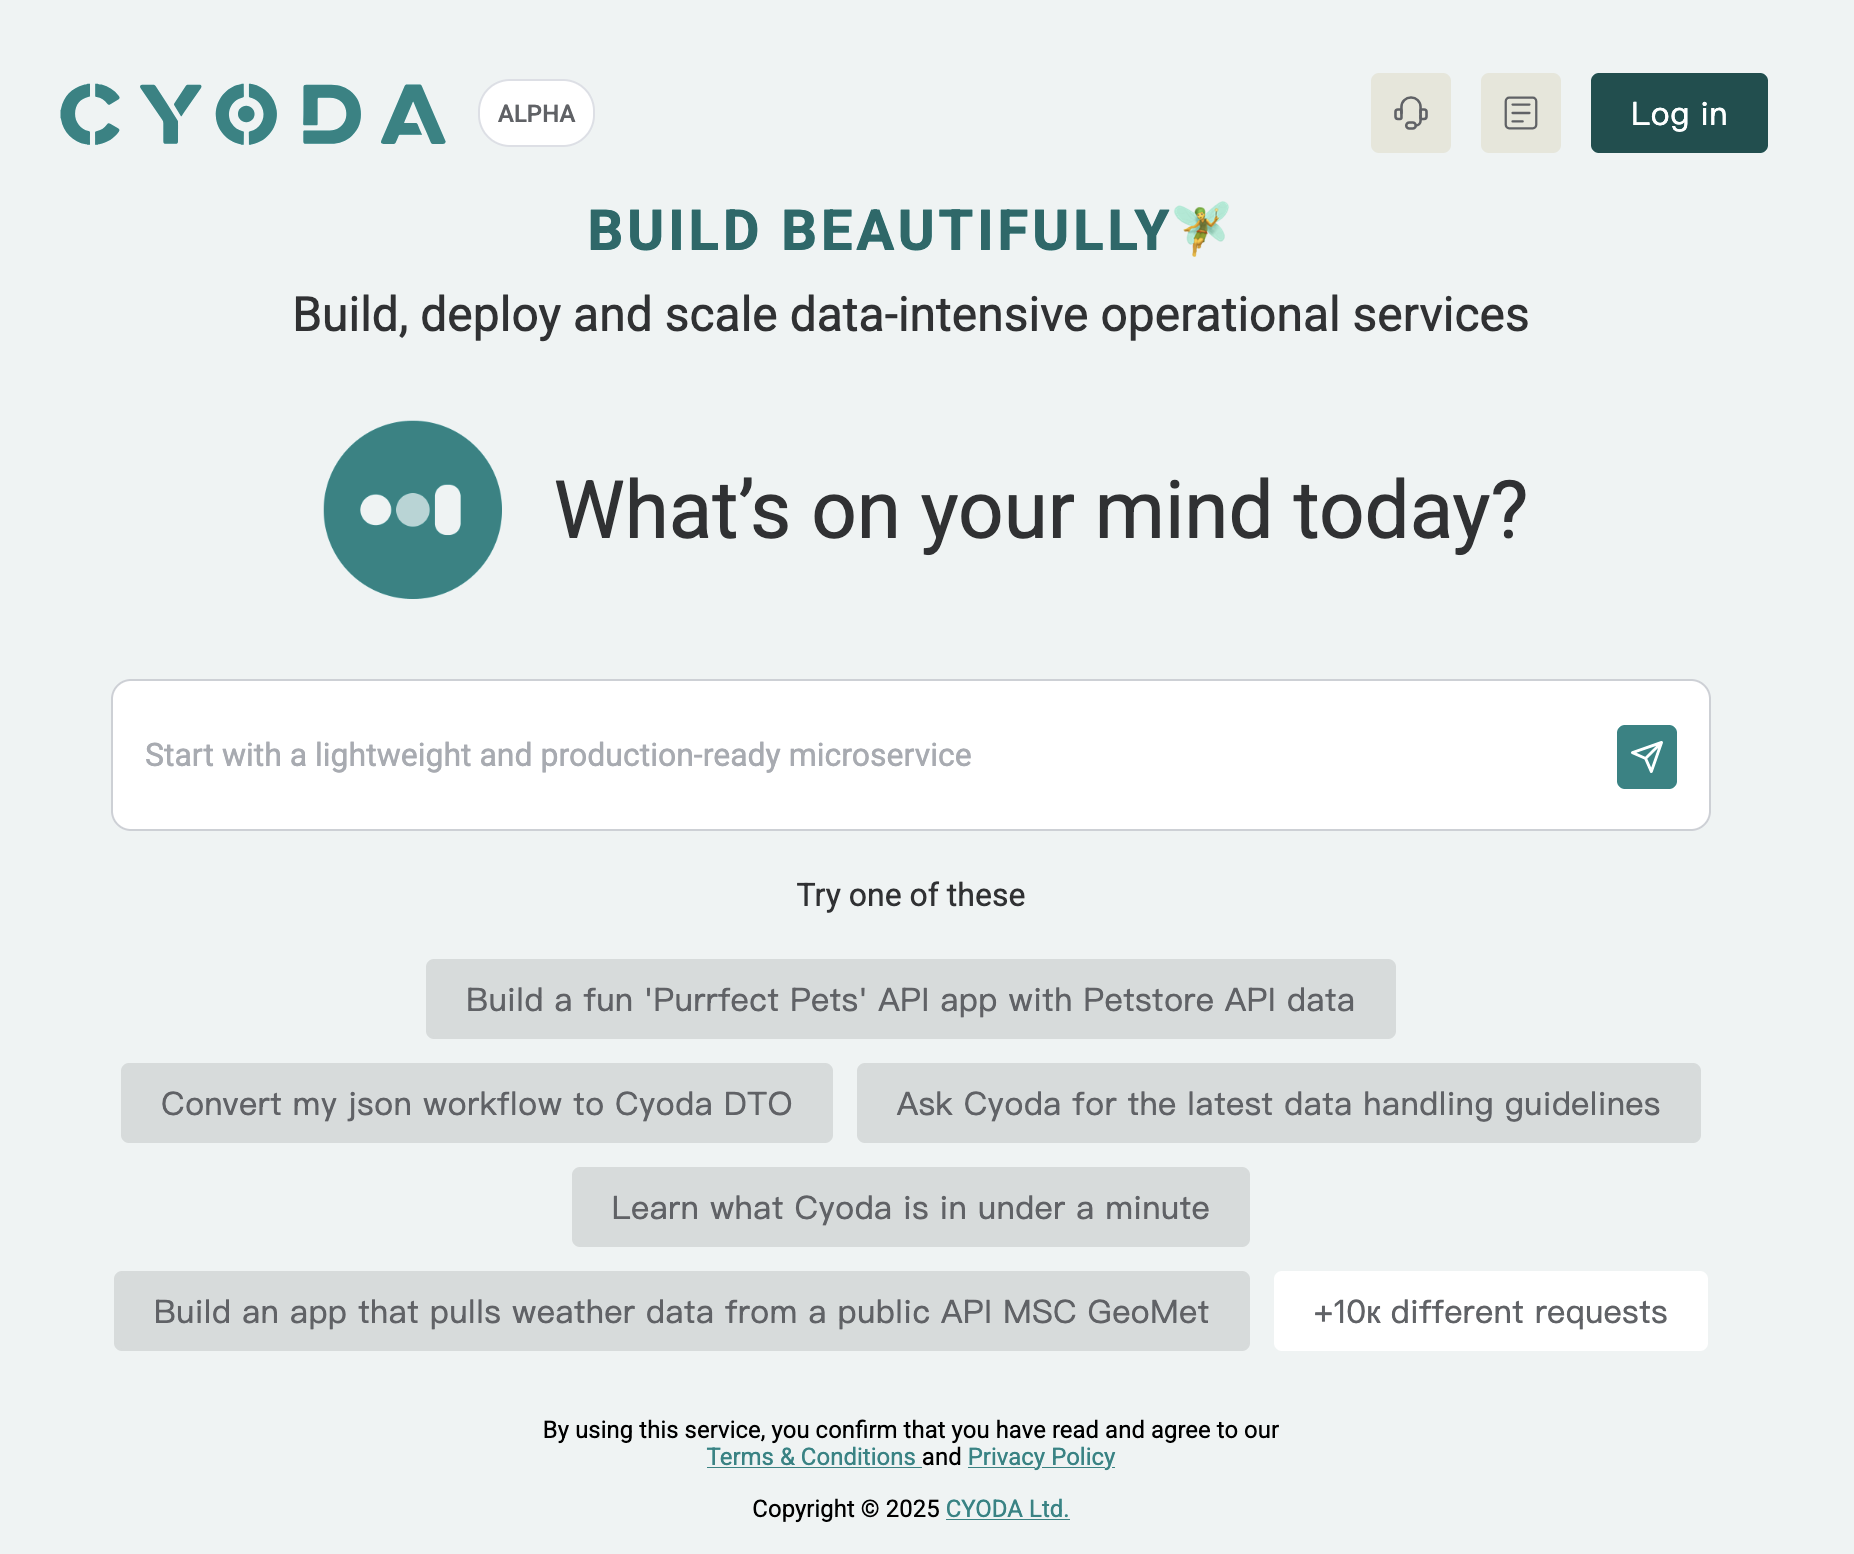 CYODA ALPHA Log in
BUILD BEAUTIFULLY🧚
Build, deploy and scale data-intensive operational services
What’s on your mind today?
Start with a lightweight and production-ready microservice
Try one of these
Build a fun 'Purrfect Pets' API app with Petstore API data
Convert my json workflow to Cyoda DTO
Ask Cyoda for the latest data handling guidelines
Learn what Cyoda is in under a minute
Build an app that pulls weather data from a public API MSC GeoMet
+10к different requests
By using this service, you confirm that you have read and agree to our
Terms & Conditions and Privacy Policy
Copyright © 2025 CYODA Ltd.